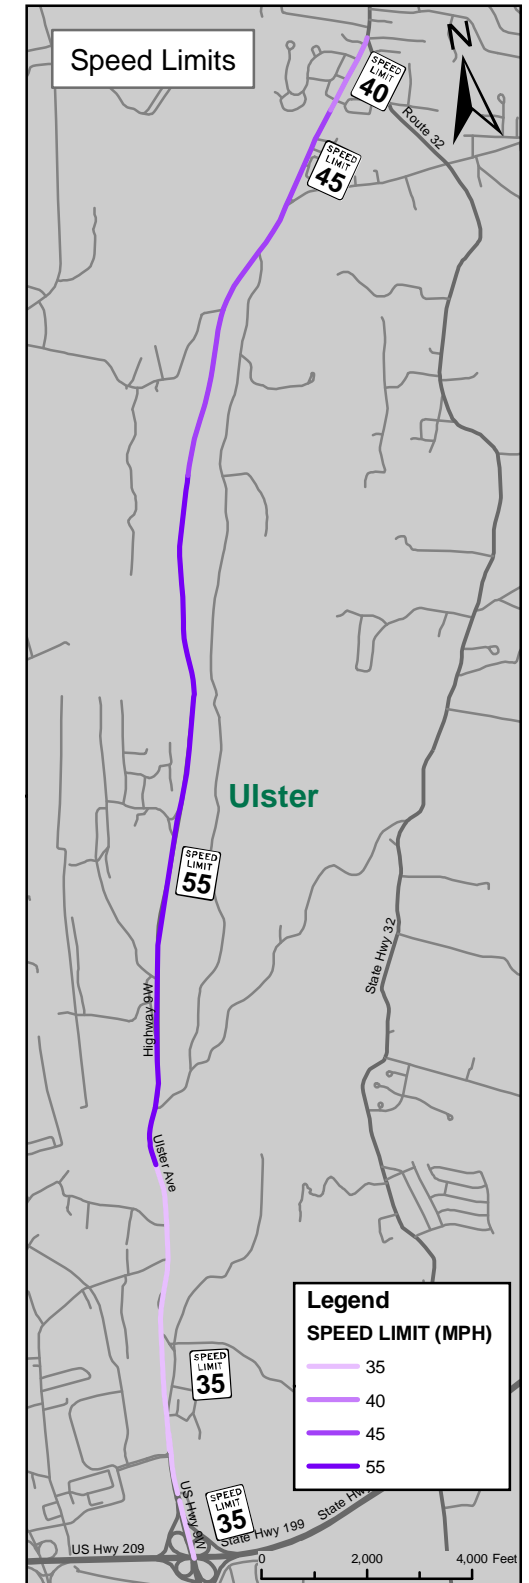 Speed Limits
N
SPEED
LIMIT
40
Route 32
SPEED
LIMIT
45
Ulster
SPEED
LIMIT
55
State Hwy 32
Highway 9W
Ulster Ave
SPEED
LIMIT
35
Legend
SPEED LIMIT (MPH)
35
40
45
55
US Hwy 9W
SPEED
LIMIT
35
State Hwy
State Hwy 199
US Hwy 209
0 2,000 4,000 Feet